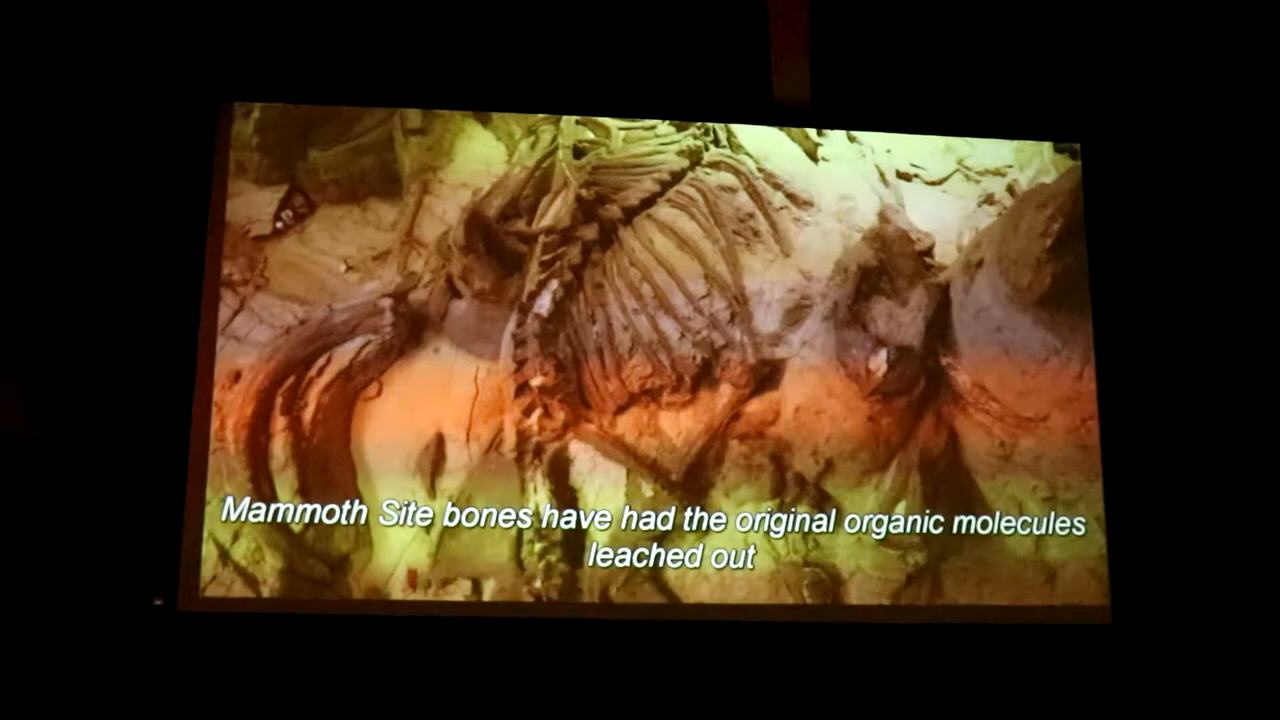 Mammoth Site bones have had the original organic molecules
leached out